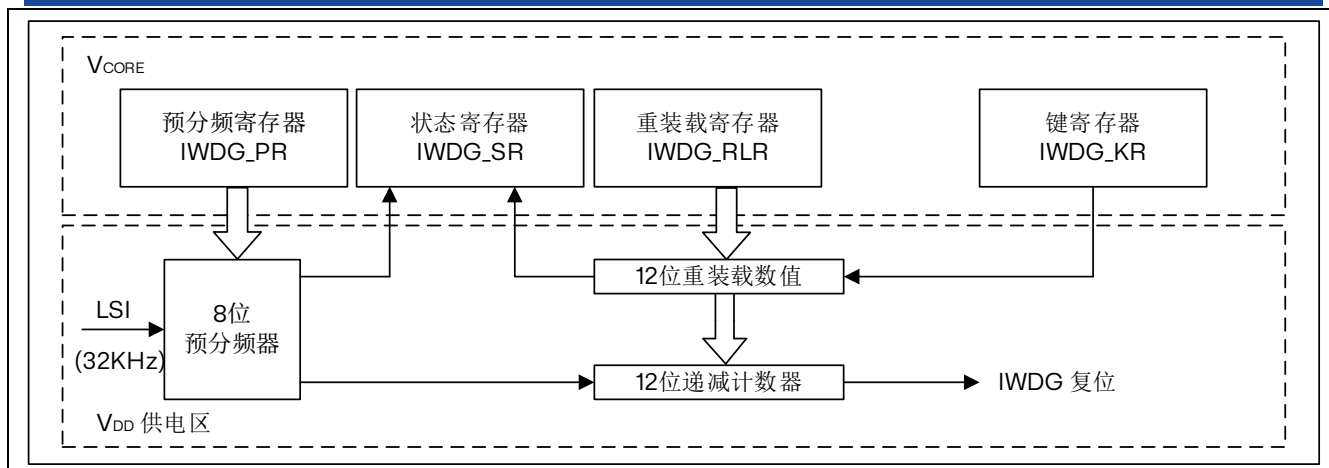 VCORE
预分频寄存器
IWDG_PR
状态寄存器
IWDG_SR
重装载寄存器
IWDG_RLR
键寄存器
IWDG_KR
LSI
(32KHz)
8位
预分频器
12位重装载数值
12位递减计数器
IWDG 复位
VDD 供电区